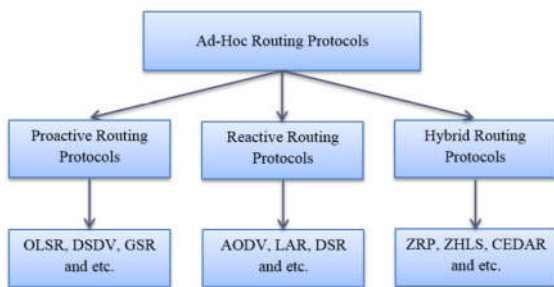 Ad-Hoc Routing Protocols
Proactive Routing
Protocols
Reactive Routing
Protocols
Hybrid Routing
Protocols
OLSR, DSDV, GSR
and etc.
AODV, LAR, DSR
and etc.
ZRP, ZHLS, CEDAR
and etc.